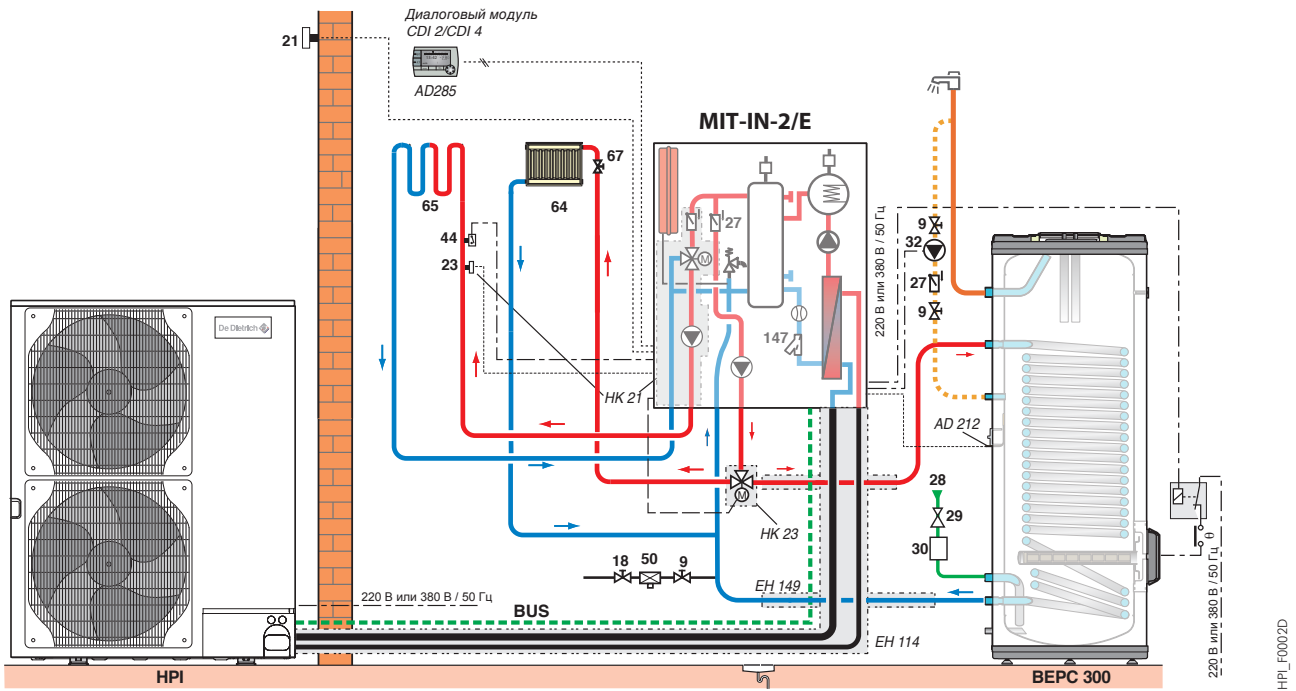 Диалоговый модуль
CDI 2/CDI 4
21
AD285
MIT-IN-2/E
67
9
65
64
27
32
44
23
220 В или 380 В / 50 Гц
27
9
147
De Dietrich
HK 21
M
AD 212
28
M
29
HK 23
30
θ
18
50
9
EH 149
220 В или 380 В / 50 Гц
BUS
EH 114
220 В или 380 В / 50 Гц
HPI
BEPC 300
HPI_F0002D